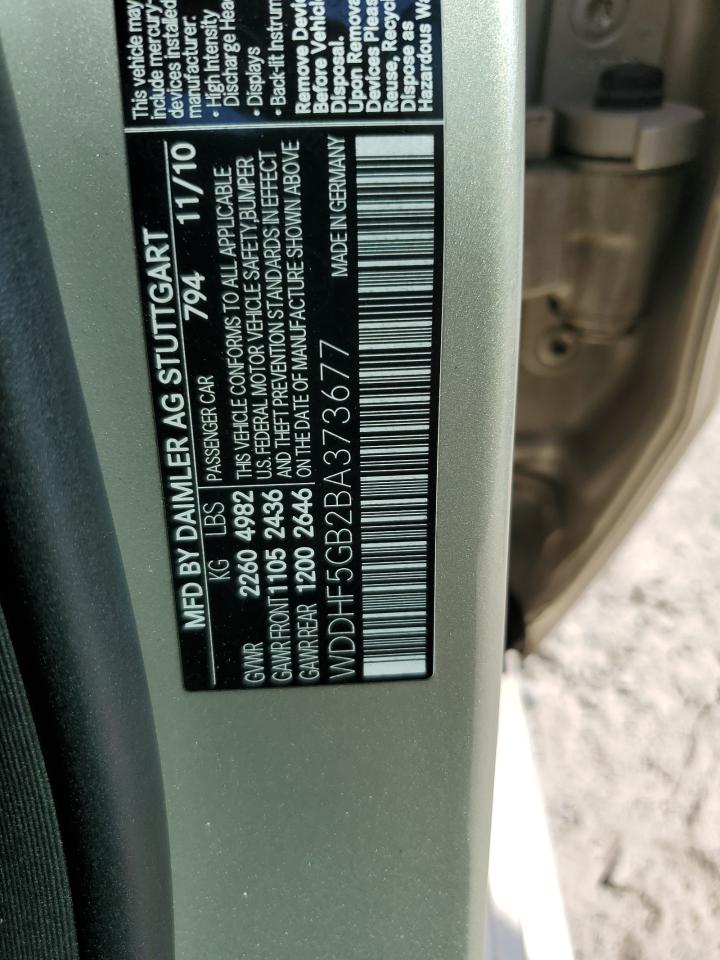 This vehicle may
include mercury-
devices installed
manufacturer:
• High Intensity
Discharge Hea
• Displays
• Back-lit Instrum
Remove Devi
Before Vehicl
Disposal.
Upon Remova
Devices Pleas
Reuse, Recycl
Dispose as
Hazardous Wa
MFD BY DAIMLER AG STUTTGART
794 11/10
KG LBS PASSENGER CAR
GVWR 2260 4982
GAWR FRONT 1105 2436
GAWR REAR 1200 2646
THIS VEHICLE CONFORMS TO ALL APPLICABLE
U.S. FEDERAL MOTOR VEHICLE SAFETY,BUMPER
AND THEFT PREVENTION STANDARDS IN EFFECT
ON THE DATE OF MANUFACTURE SHOWN ABOVE
WDDHF5GB2BA373677 MADE IN GERMANY